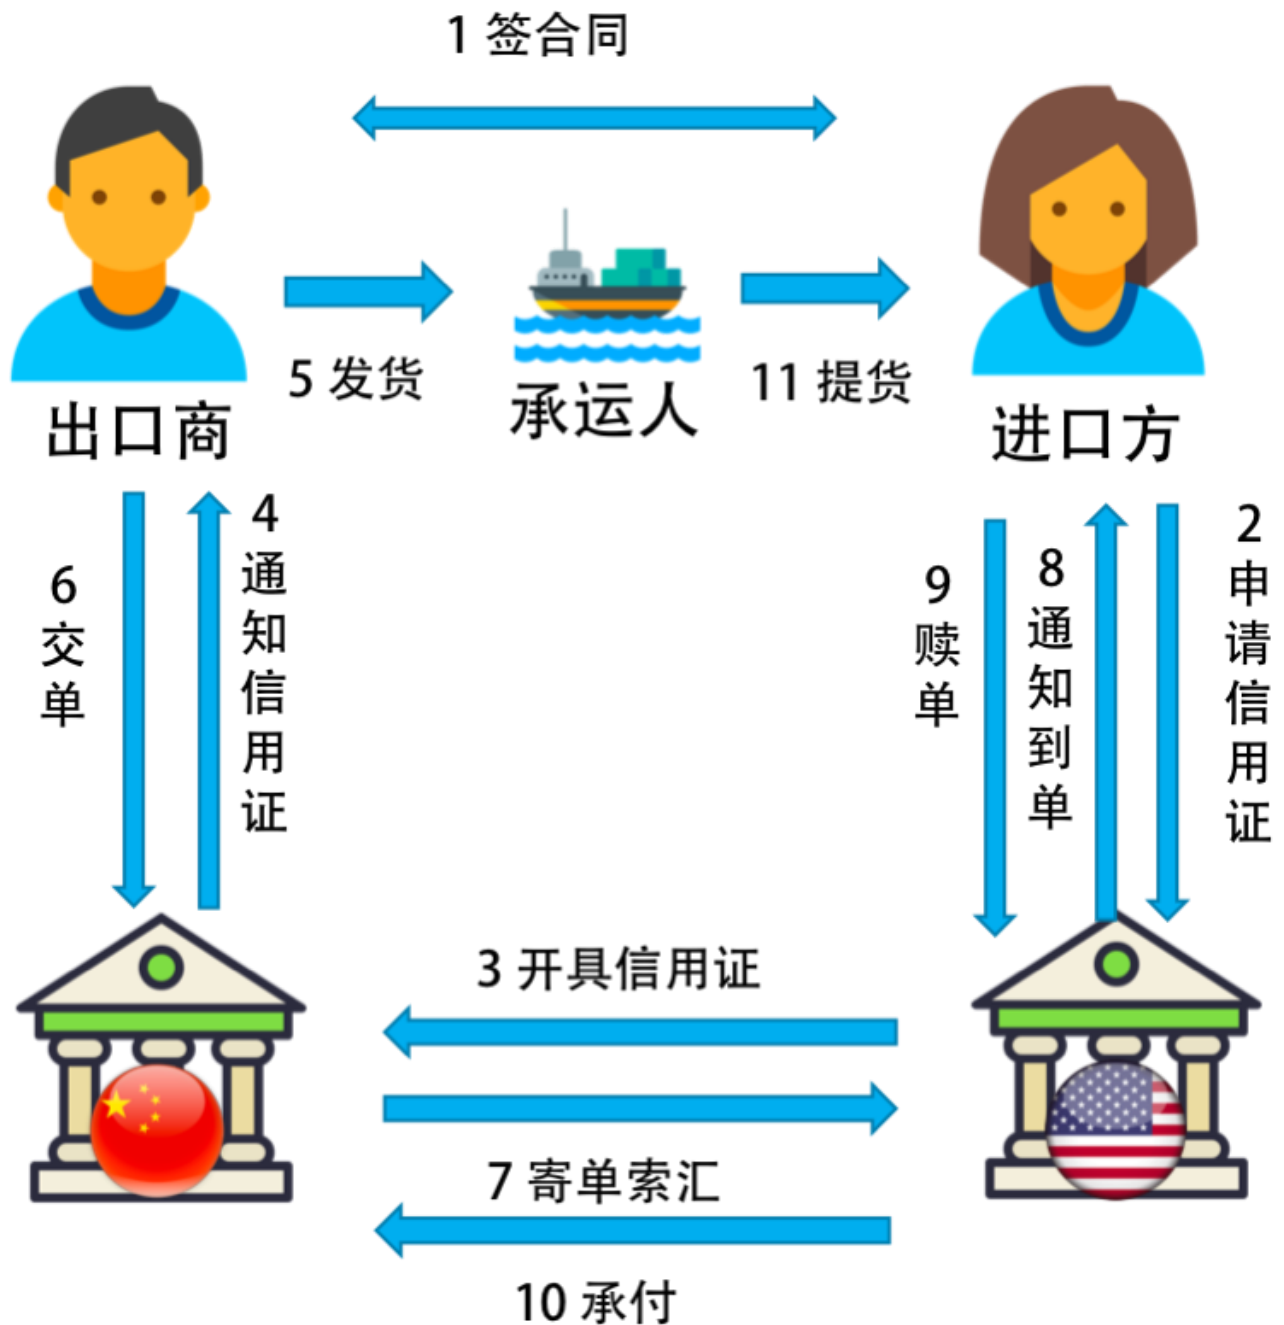 1 签合同
5 发货
承运人
11 提货
出口商
进口方
6 交单
4 通知信用证
9 赎单
8 通知到单
2 申请信用证
3 开具信用证
7 寄单索汇
10 承付